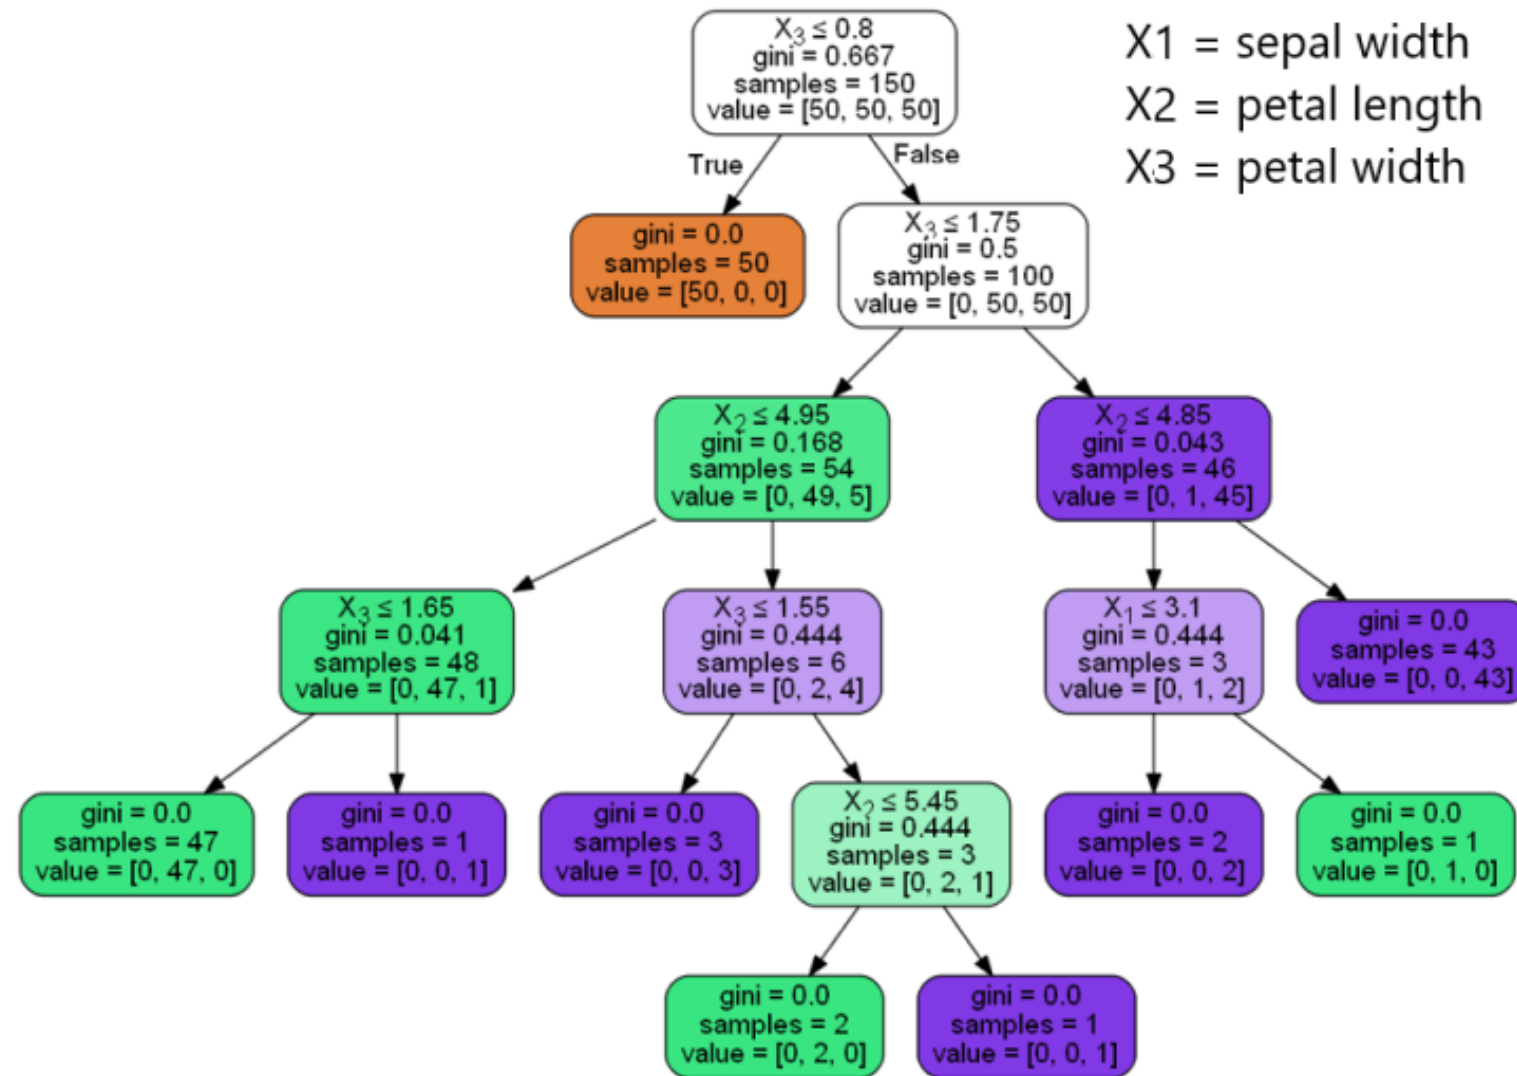 X₃ ≤ 0.8
gini = 0.667
samples = 150
value = [50, 50, 50]
X1 = sepal width
X2 = petal length
X3 = petal width
True
False
gini = 0.0
samples = 50
value = [50, 0, 0]
X₃ ≤ 1.75
gini = 0.5
samples = 100
value = [0, 50, 50]
X₂ ≤ 4.95
gini = 0.168
samples = 54
value = [0, 49, 5]
X₂ ≤ 4.85
gini = 0.043
samples = 46
value = [0, 1, 45]
X₃ ≤ 1.65
gini = 0.041
samples = 48
value = [0, 47, 1]
X₃ ≤ 1.55
gini = 0.444
samples = 6
value = [0, 2, 4]
X₁ ≤ 3.1
gini = 0.444
samples = 3
value = [0, 1, 2]
gini = 0.0
samples = 43
value = [0, 0, 43]
gini = 0.0
samples = 47
value = [0, 47, 0]
gini = 0.0
samples = 1
value = [0, 0, 1]
gini = 0.0
samples = 3
value = [0, 0, 3]
X₂ ≤ 5.45
gini = 0.444
samples = 3
value = [0, 2, 1]
gini = 0.0
samples = 2
value = [0, 0, 2]
gini = 0.0
samples = 1
value = [0, 1, 0]
gini = 0.0
samples = 2
value = [0, 2, 0]
gini = 0.0
samples = 1
value = [0, 0, 1]